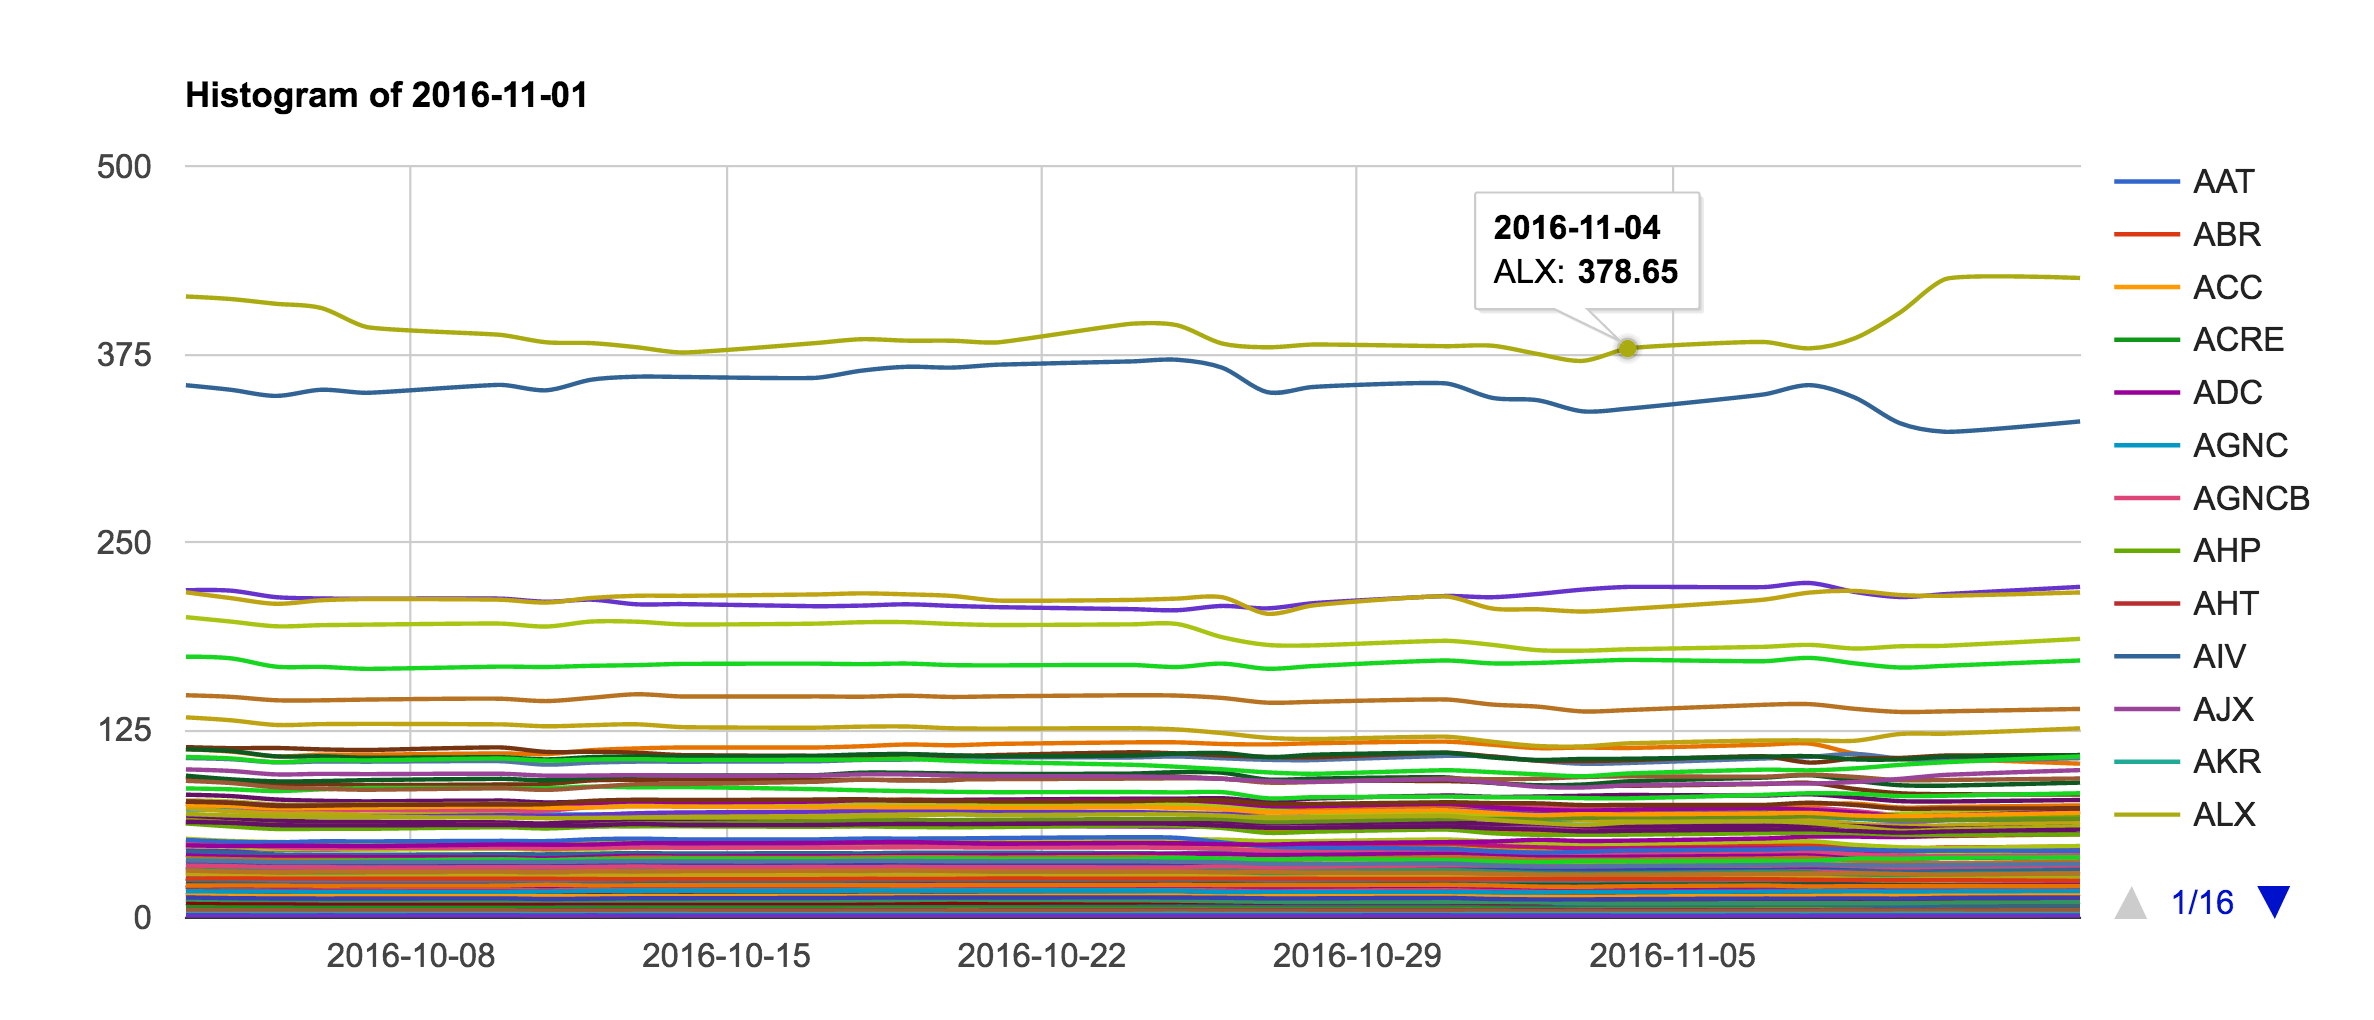 Histogram of 2016-11-01
500
375
250
125
0
2016-10-08
2016-10-15
2016-10-22
2016-10-29
2016-11-05
2016-11-04
ALX: 378.65
AAT
ABR
ACC
ACRE
ADC
AGNC
AGNCB
AHP
AHT
AIV
AJX
AKR
ALX
1/16